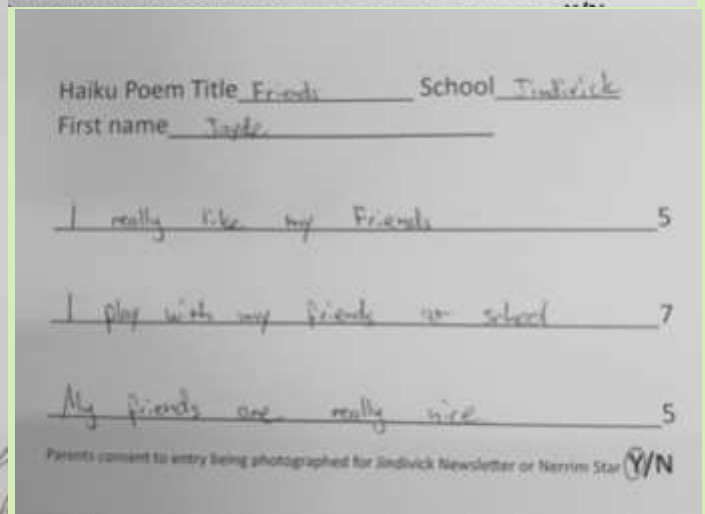 Haiku Poem Title Friends School Jindivick
First name Jayde
I really like my Friends 5
I play with my friends at school 7
My friends are really nice 5
Parents consent to entry being photographed for Jindivick Newsletter or Nerrim Star Y/N